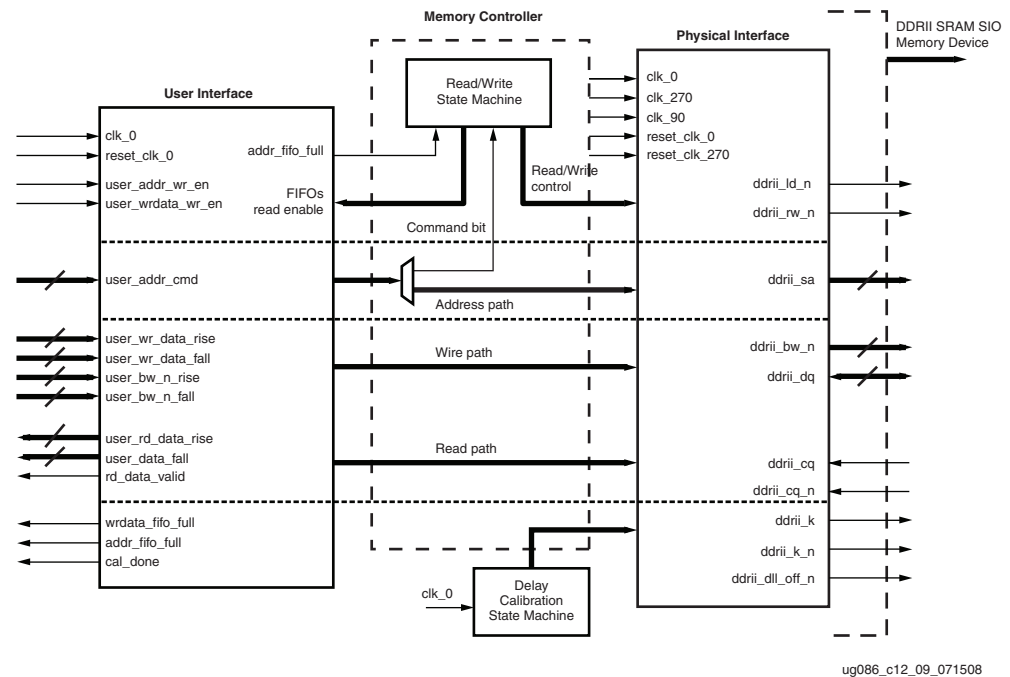 Memory Controller
DDRII SRAM SIO
Memory Device
Physical Interface
User Interface
Read/Write
State Machine
clk_0
clk_270
clk_90
reset_clk_0
reset_clk_270
clk_0
reset_clk_0
addr_fifo_full
user_addr_wr_en
user_wrdata_wr_en
FIFOs
read enable
Read/Write
control
ddrii_ld_n
ddrii_rw_n
Command bit
user_addr_cmd
ddrii_sa
Address path
user_wr_data_rise
user_wr_data_fall
user_bw_n_rise
user_bw_n_fall
Wire path
ddrii_bw_n
ddrii_dq
user_rd_data_rise
user_data_fall
rd_data_valid
Read path
ddrii_cq
ddrii_cq_n
wrdata_fifo_full
addr_fifo_full
cal_done
ddrii_k
ddrii_k_n
ddrii_dll_off_n
clk_0
Delay
Calibration
State Machine
ug086_c12_09_071508